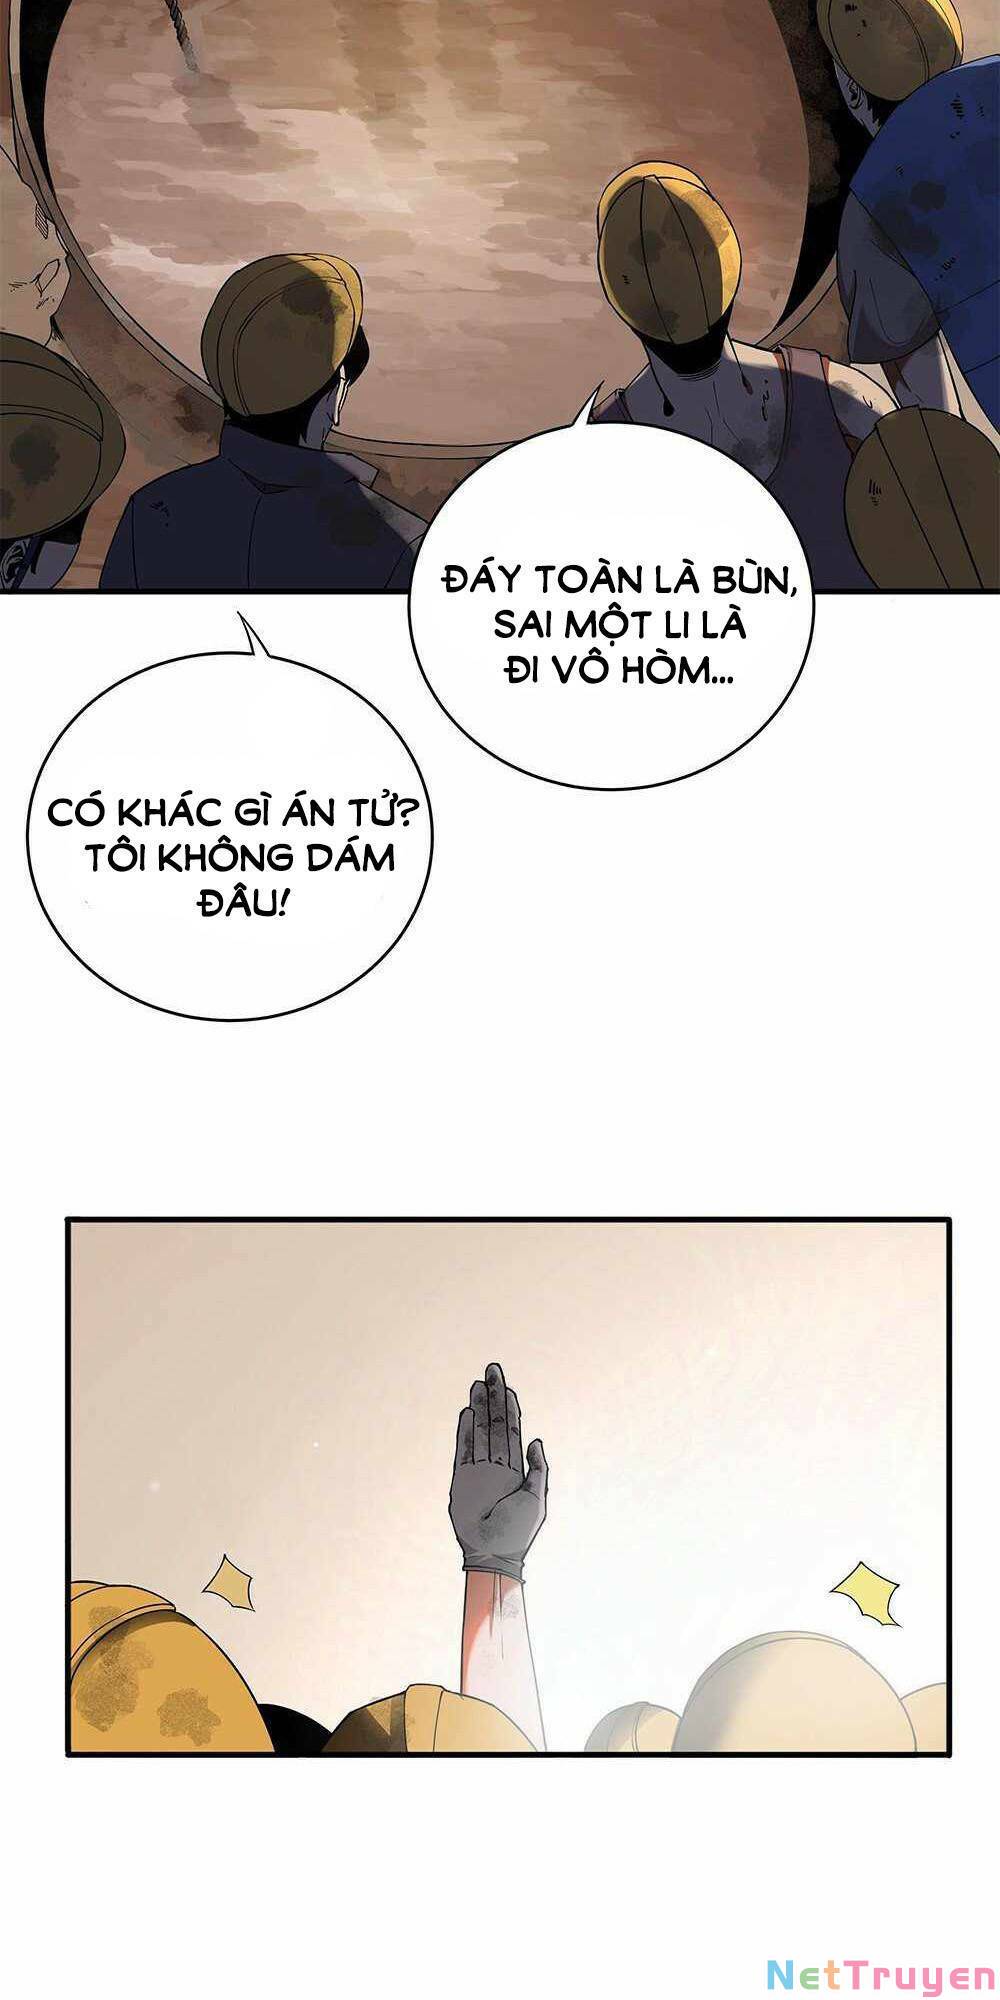 ĐÁY TOÀN LÀ BÙN,
SAI MỘT LI LÀ
ĐI VÔ HÒM...
CÓ KHÁC GÌ ÁN TỬ?
TÔI KHÔNG DÁM
ĐÂU!
NetTruyen